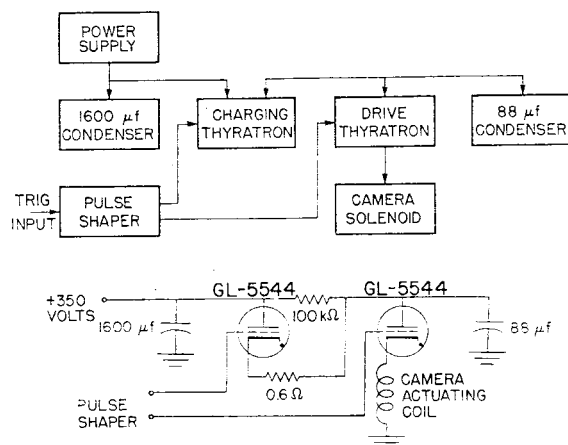 POWER
SUPPLY
1600 μf
CONDENSER
CHARGING
THYRATRON
DRIVE
THYRATRON
88 μf
CONDENSER
TRIG
INPUT
PULSE
SHAPER
CAMERA
SOLENOID
GL-5544
GL-5544
+350
VOLTS
1600 μf
100 kΩ
88 μf
0.6 Ω
CAMERA
ACTUATING
COIL
PULSE
SHAPER